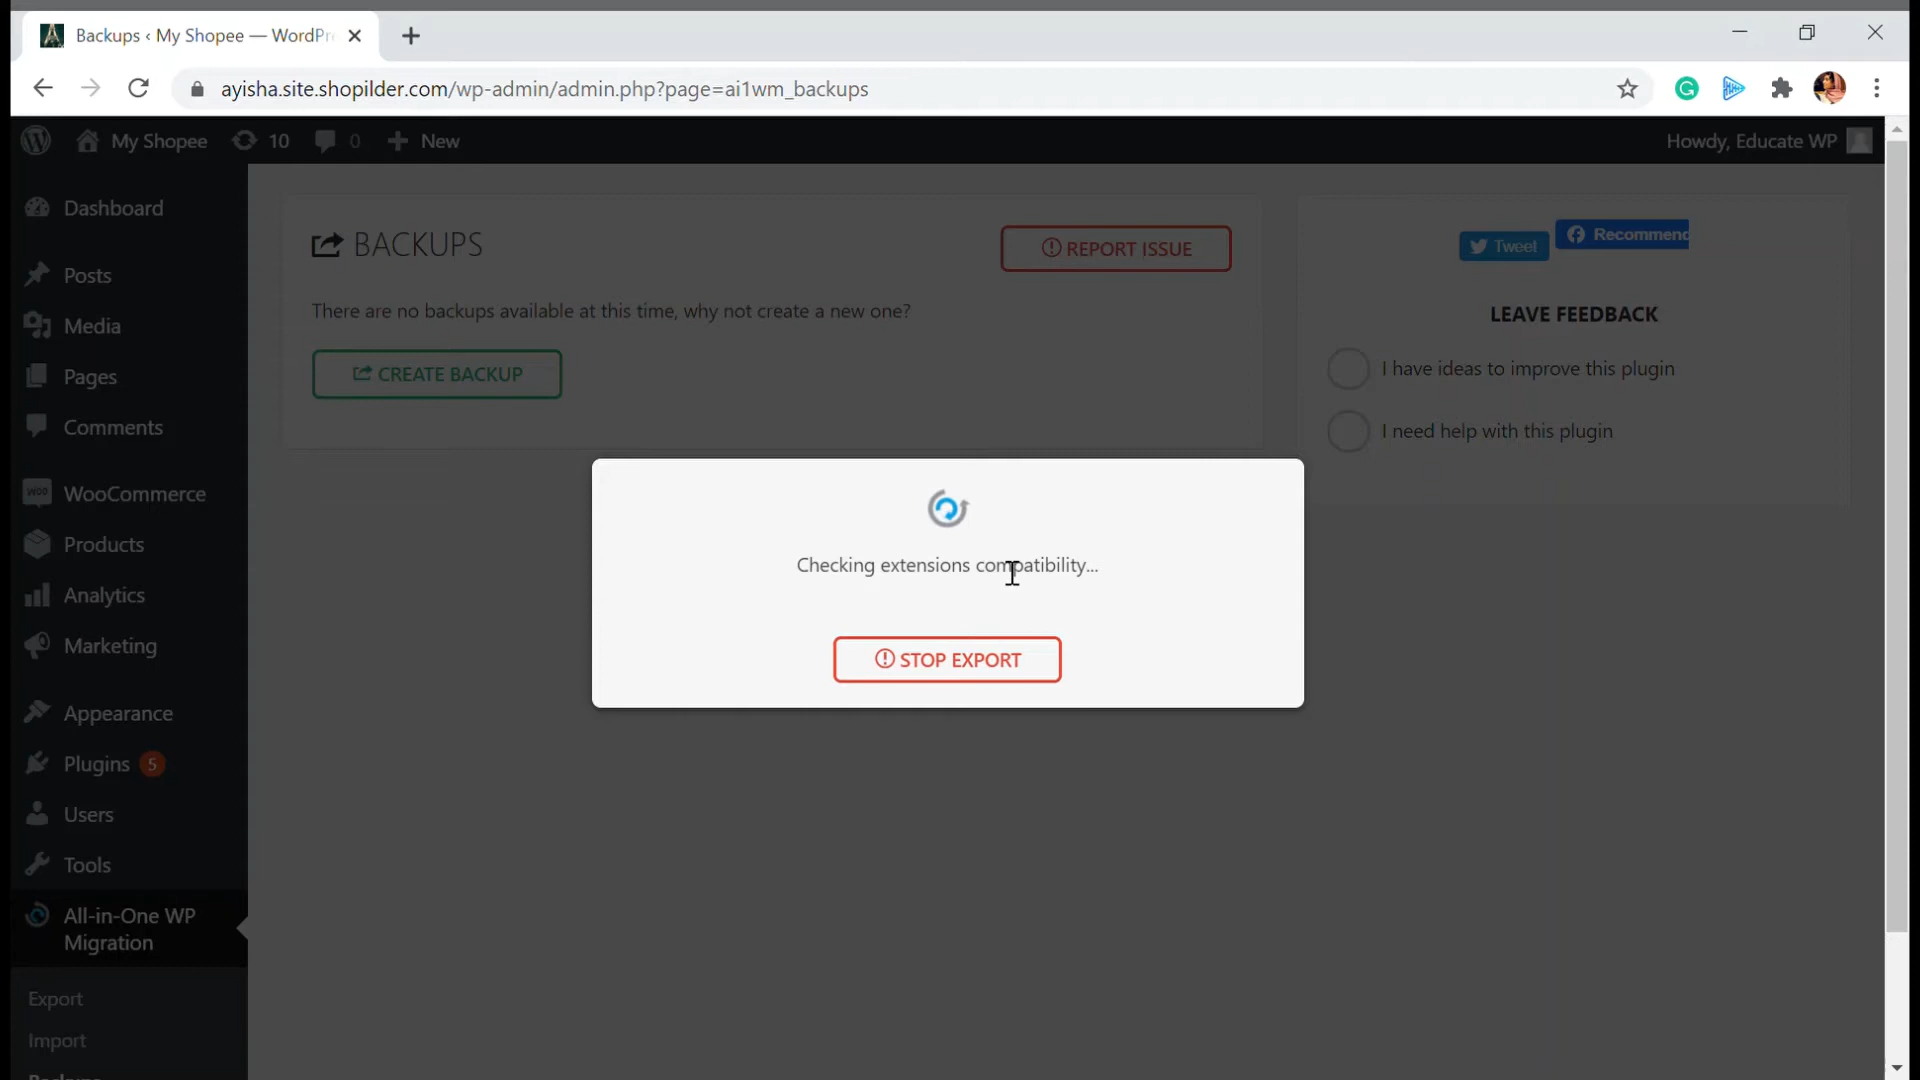 Backups ‹ My Shopee — WordPr
ayisha.site.shopilder.com/wp-admin/admin.php?page=ai1wm_backups
My Shopee 10 0 New Howdy, Educate WP
Dashboard
Posts
Media
Pages
Comments
WooCommerce
Products
Analytics
Marketing
Appearance
Plugins 5
Users
Tools
All-in-One WP
Migration
Export
Import
BACKUPS
REPORT ISSUE
There are no backups available at this time, why not create a new one?
CREATE BACKUP
Tweet
Recommend
LEAVE FEEDBACK
I have ideas to improve this plugin
I need help with this plugin
Checking extensions compatibility...
STOP EXPORT